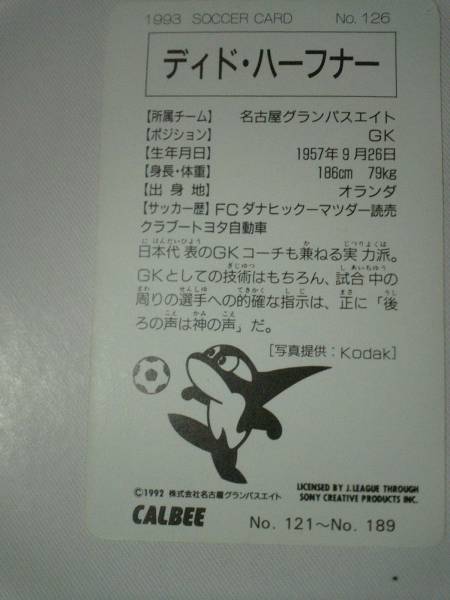 1993 SOCCER CARD No. 126
ディド・ハーフナー
【所属チーム】 名古屋グランパスエイト
【ポジション】 GK
【生年月日】 1957年9月26日
【身長・体重】 186cm 79kg
【出身地】 オランダ
【サッカー歴】FCダナヒックーマツダー読売
クラブートヨタ自動車
日本代表のGKコーチも兼ねる実力派。
GKとしての技術はもちろん、試合中の
周りの選手への的確な指示は、正に「後
ろの声は神の声」だ。
[写真提供：Kodak]
©1992 株式会社名古屋グランパスエイト
LICENSED BY J. LEAGUE THROUGH
SONY CREATIVE PRODUCTS INC.
CALBEE
No. 121〜No. 189